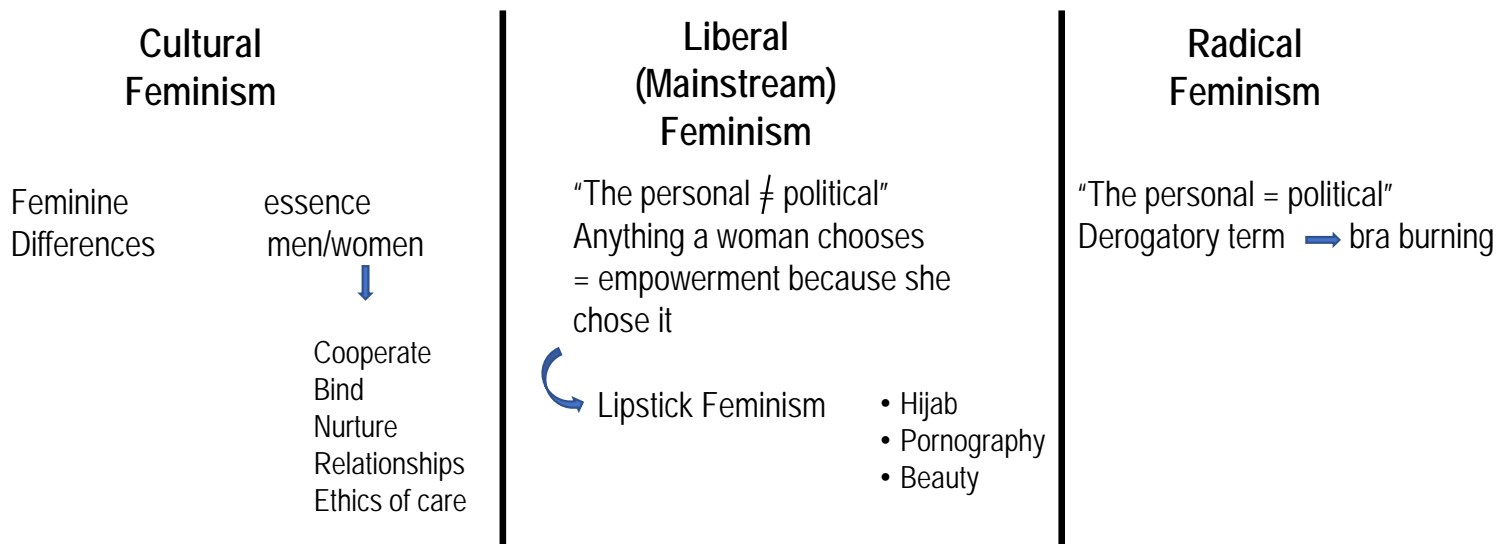 Cultural
Feminism
Feminine essence
Differences men/women
Cooperate
Bind
Nurture
Relationships
Ethics of care
Liberal
(Mainstream)
Feminism
“The personal ≠ political”
Anything a woman chooses
= empowerment because she
chose it
Lipstick Feminism
• Hijab
• Pornography
• Beauty
Radical
Feminism
“The personal = political”
Derogatory term ➡ bra burning